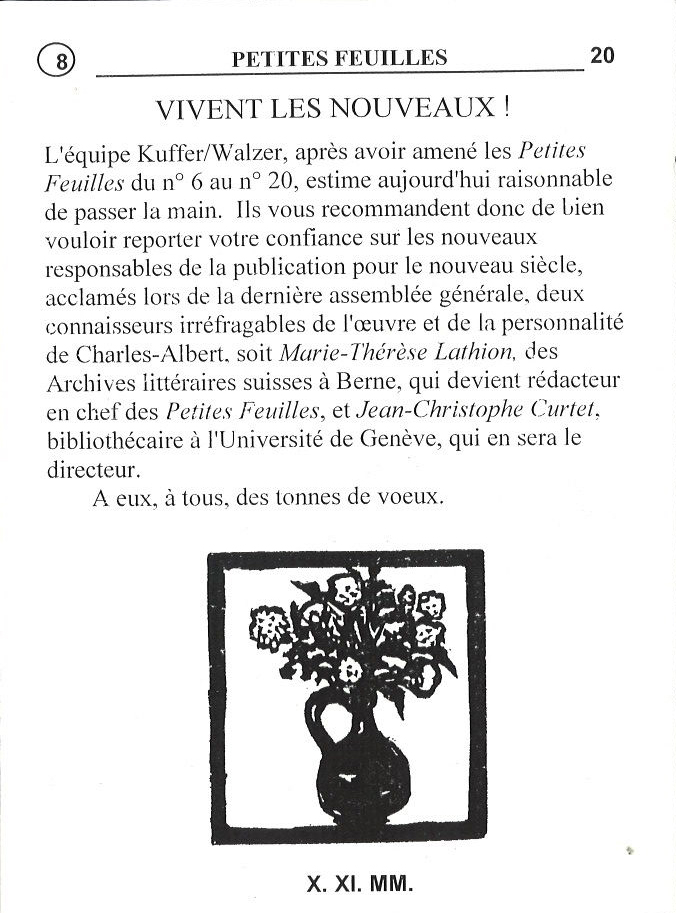 8 PETITES FEUILLES 20
VIVENT LES NOUVEAUX !
L'équipe Kuffer/Walzer, après avoir amené les Petites
Feuilles du n° 6 au n° 20, estime aujourd'hui raisonnable
de passer la main. Ils vous recommandent donc de bien
vouloir reporter votre confiance sur les nouveaux
responsables de la publication pour le nouveau siècle,
acclamés lors de la dernière assemblée générale, deux
connaisseurs irréfragables de l'œuvre et de la personnalité
de Charles-Albert, soit Marie-Thérèse Lathion, des
Archives littéraires suisses à Berne, qui devient rédacteur
en chef des Petites Feuilles, et Jean-Christophe Curtet,
bibliothécaire à l'Université de Genève, qui en sera le
directeur.
A eux, à tous, des tonnes de voeux.
X. XI. MM.